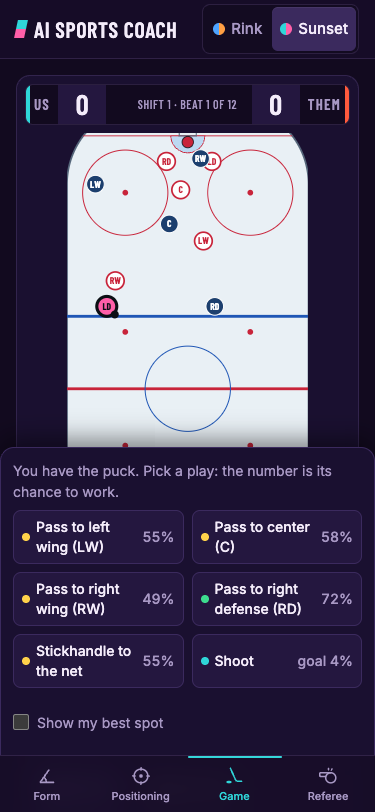 AI SPORTS COACH
Rink
Sunset
US
0
SHIFT 1 · BEAT 1 OF 12
0
THEM
RD
RW
LD
LW
C
C
LW
RW
LD
RD
You have the puck. Pick a play: the number is its
chance to work.
Pass to left
wing (LW)
55%
Pass to center
(C)
58%
Pass to right
wing (RW)
49%
Pass to right
defense (RD)
72%
Stickhandle to
the net
55%
Shoot
goal 4%
Show my best spot
Form
Positioning
Game
Referee